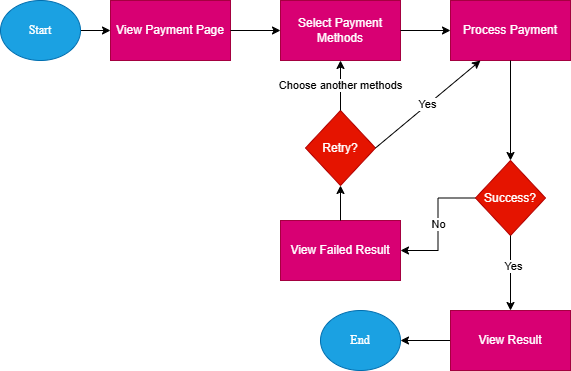 Start
View Payment Page
Select Payment
Methods
Process Payment
Choose another methods
Yes
Retry?
Success?
No
View Failed Result
Yes
End
View Result